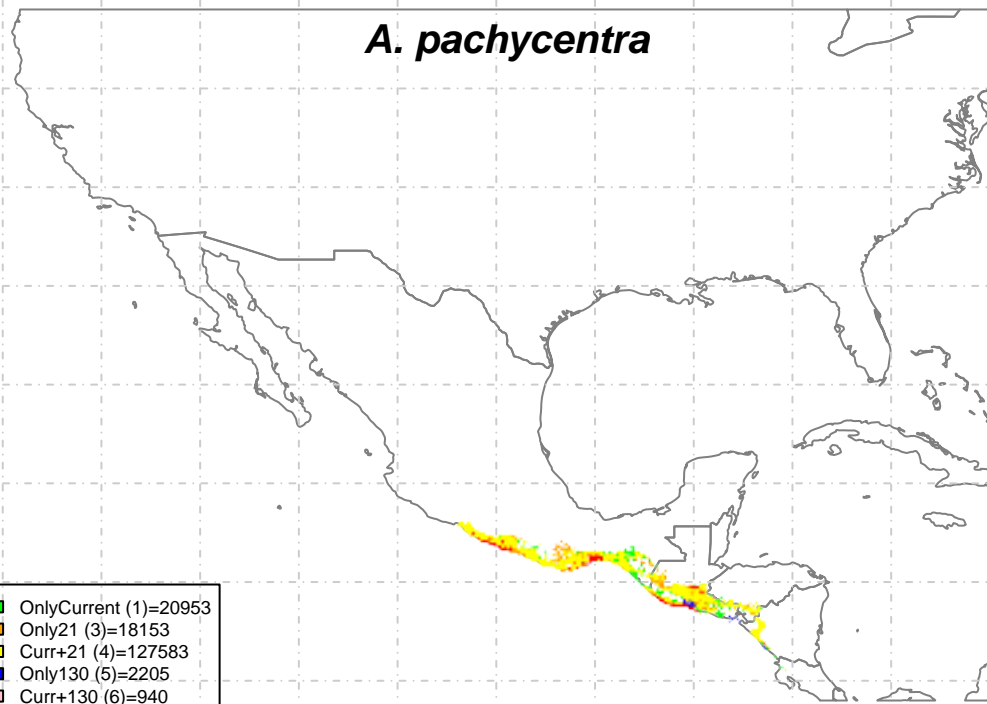 A. pachycentra
OnlyCurrent (1)=20953
Only21 (3)=18153
Curr+21 (4)=127583
Only130 (5)=2205
Curr+130 (6)=940